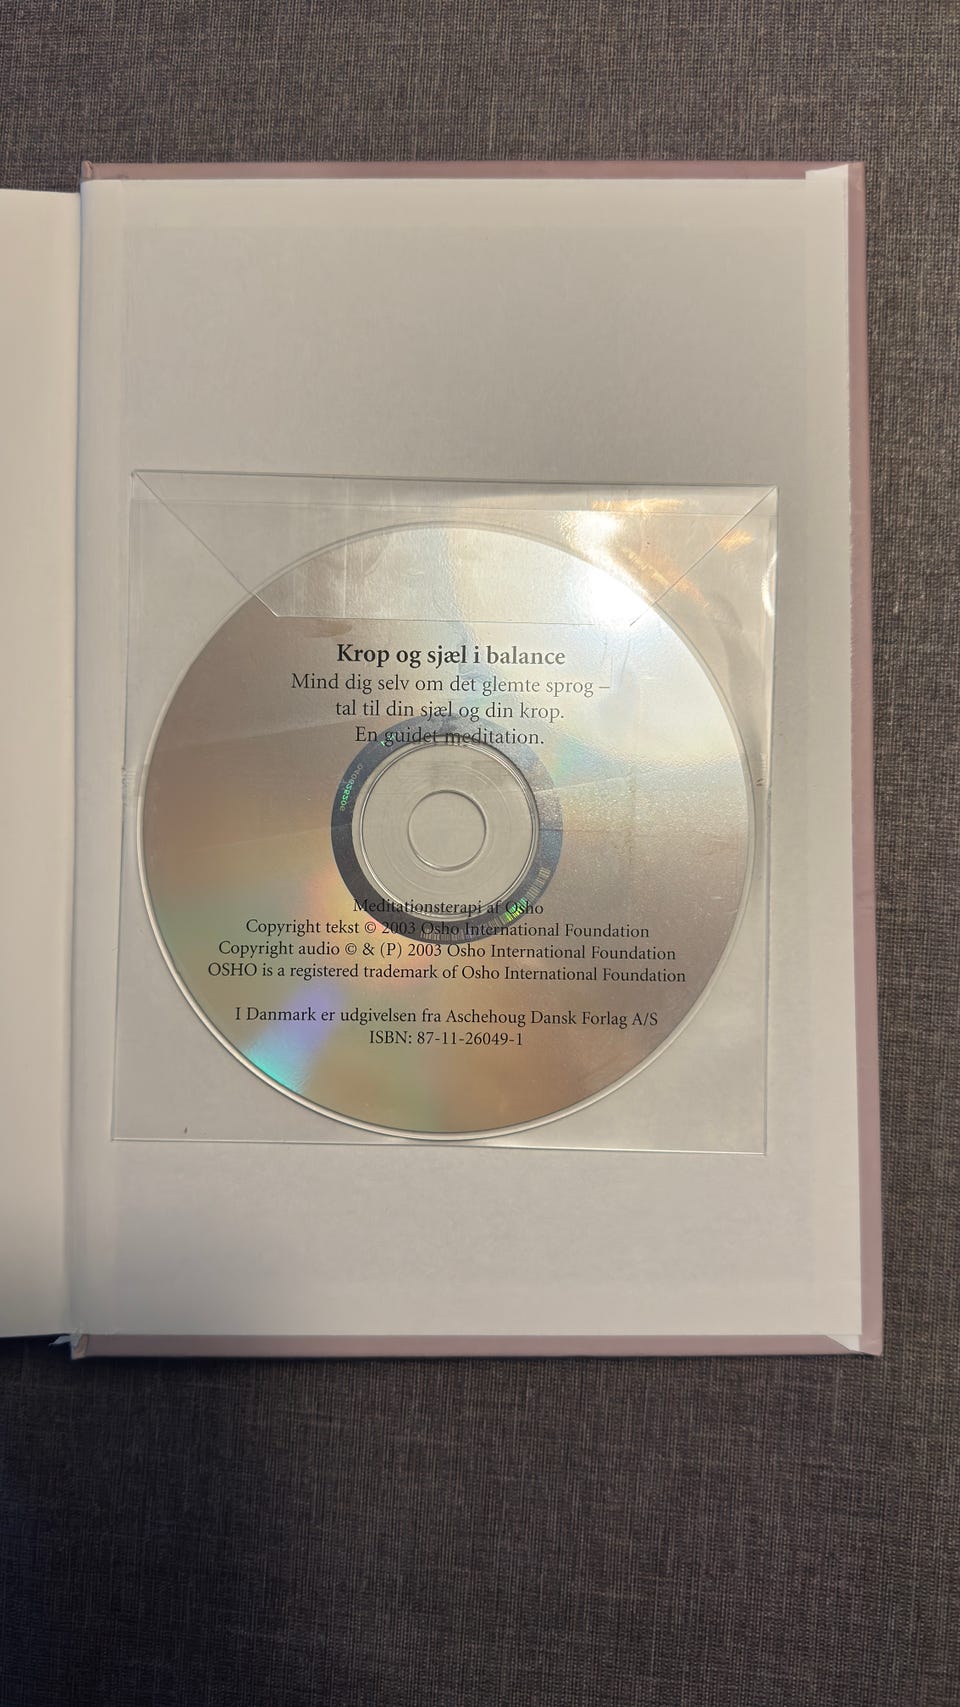 Krop og sjæl i balance
Mind dig selv om det glemte sprog –
tal til din sjæl og din krop.
En guidet meditation.
Meditationsterapi af Osho
Copyright tekst © 2003 Osho International Foundation
Copyright audio © & (P) 2003 Osho International Foundation
OSHO is a registered trademark of Osho International Foundation
I Danmark er udgivelsen fra Aschehoug Dansk Forlag A/S
ISBN: 87-11-26049-1